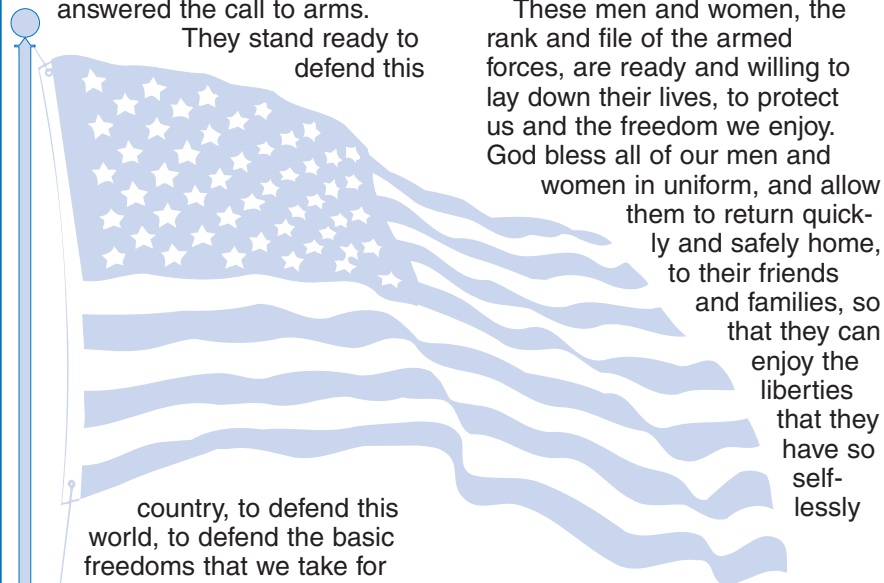 answered the call to arms.
They stand ready to
defend this
country, to defend this
world, to defend the basic
freedoms that we take for
These men and women, the
rank and file of the armed
forces, are ready and willing to
lay down their lives, to protect
us and the freedom we enjoy.
God bless all of our men and
women in uniform, and allow
them to return quick-
ly and safely home,
to their friends
and families, so
that they can
enjoy the
liberties
that they
have so
self-
lessly